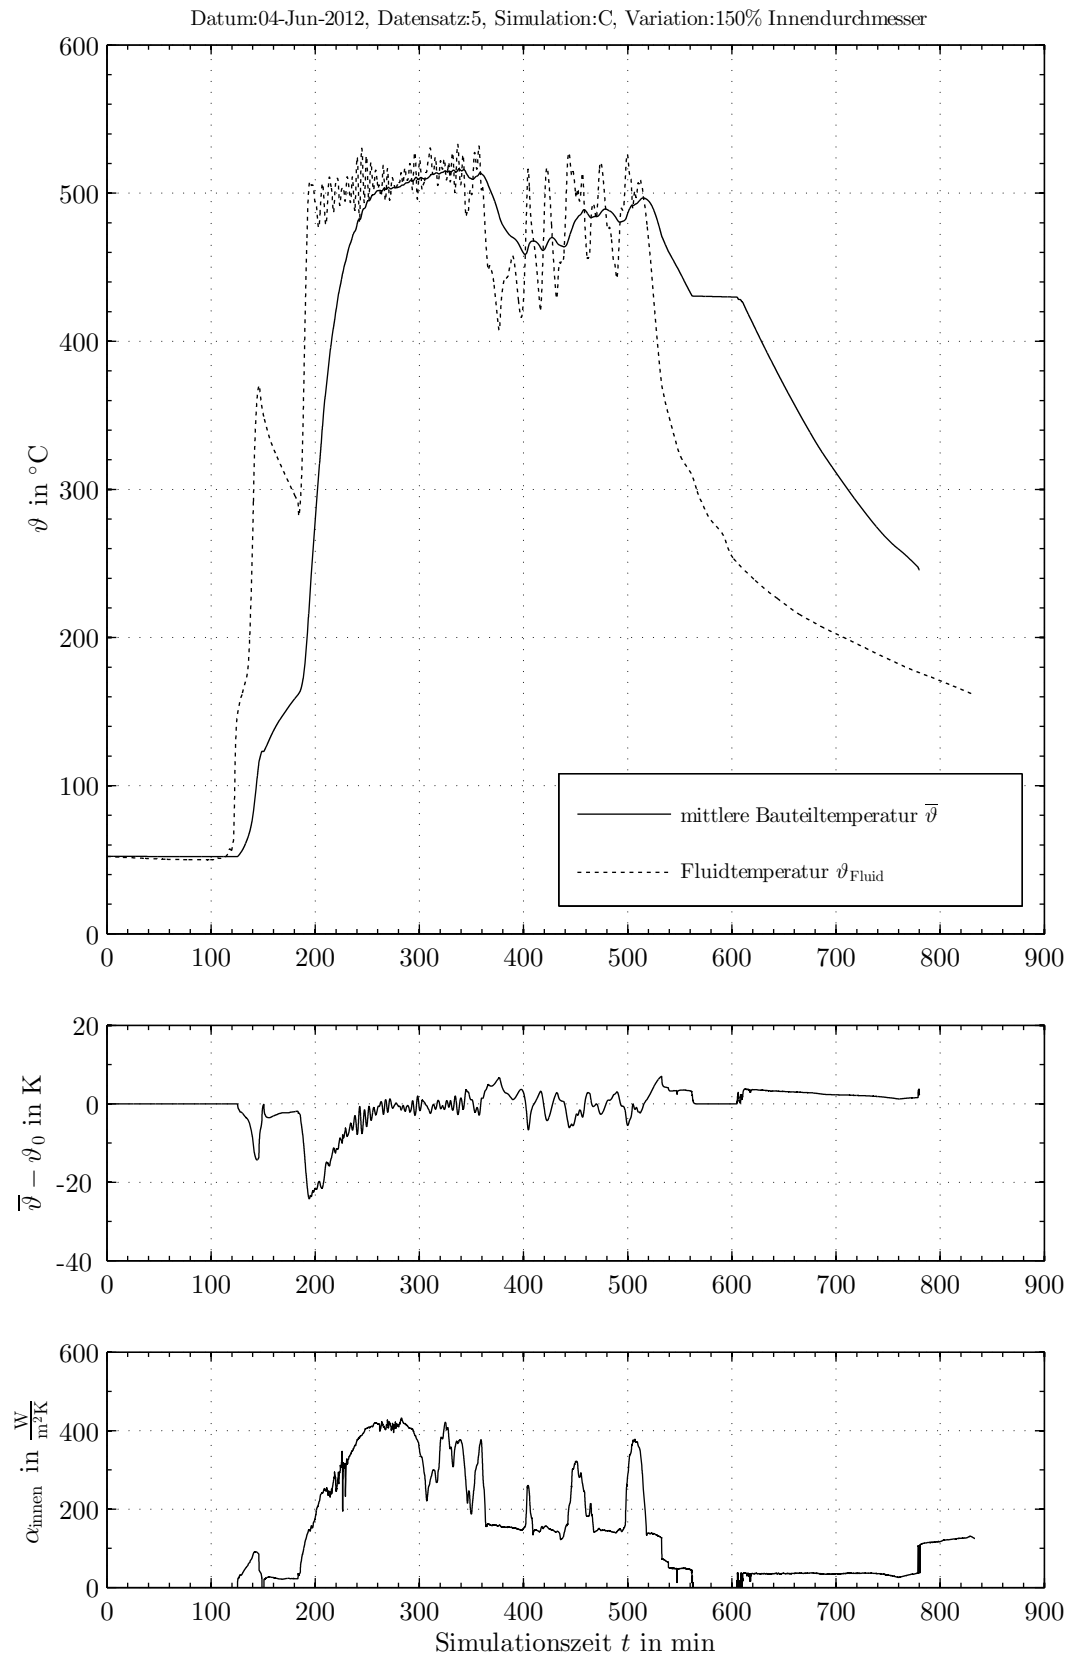 Datum:04-Jun-2012, Datensatz:5, Simulation:C, Variation:150% Innendurchmesser
600
500
400
300
200
100
0
ϑ in °C
mittlere Bauteiltemperatur ϑ̅
Fluidtemperatur ϑ_Fluid
0 100 200 300 400 500 600 700 800 900
20
0
-20
-40
ϑ̅ − ϑ₀ in K
0 100 200 300 400 500 600 700 800 900
600
400
200
0
α_innen in W/m²K
0 100 200 300 400 500 600 700 800 900
Simulationszeit t in min